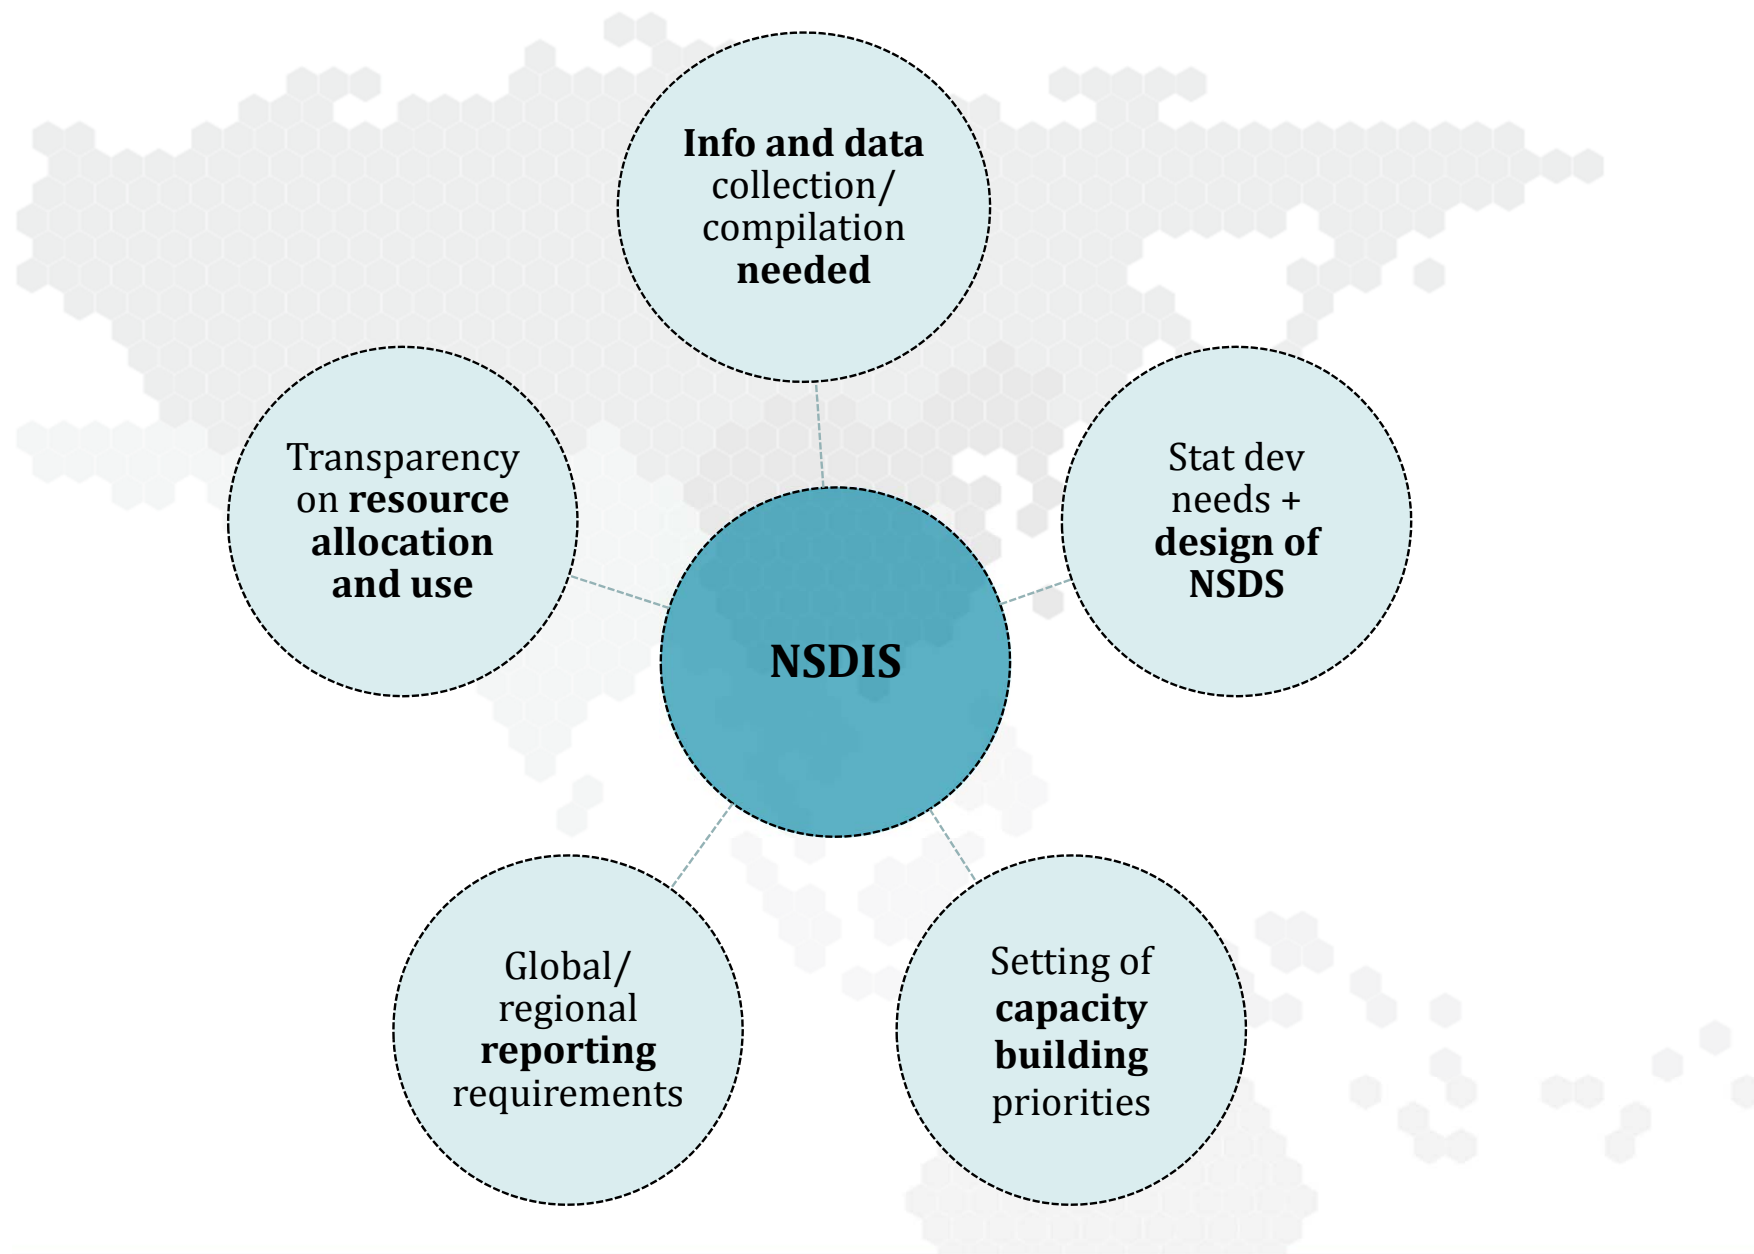 Info and data
collection/
compilation
needed
Transparency
on resource
allocation
and use
Stat dev
needs +
design of
NSDS
NSDIS
Global/
regional
reporting
requirements
Setting of
capacity
building
priorities